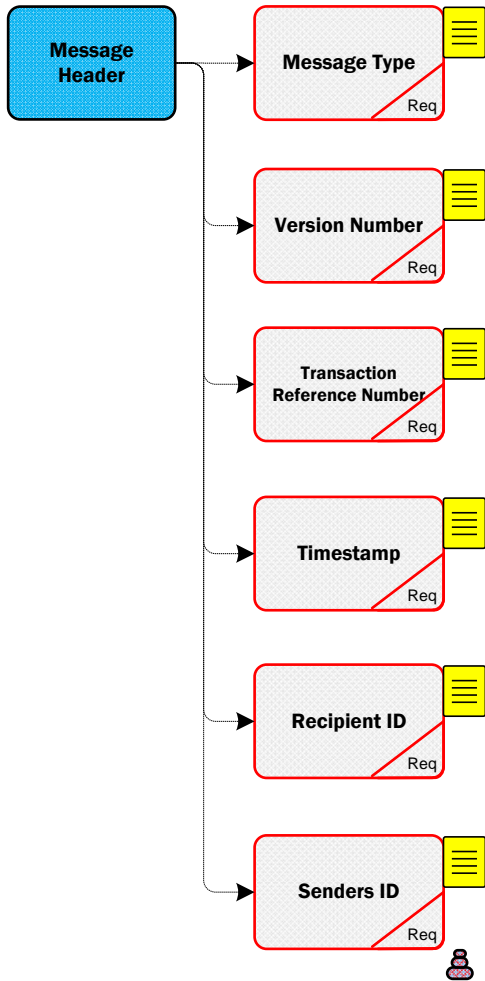 Message
Header
Message Type
Req
Version Number
Req
Transaction
Reference Number
Req
Timestamp
Req
Recipient ID
Req
Senders ID
Req